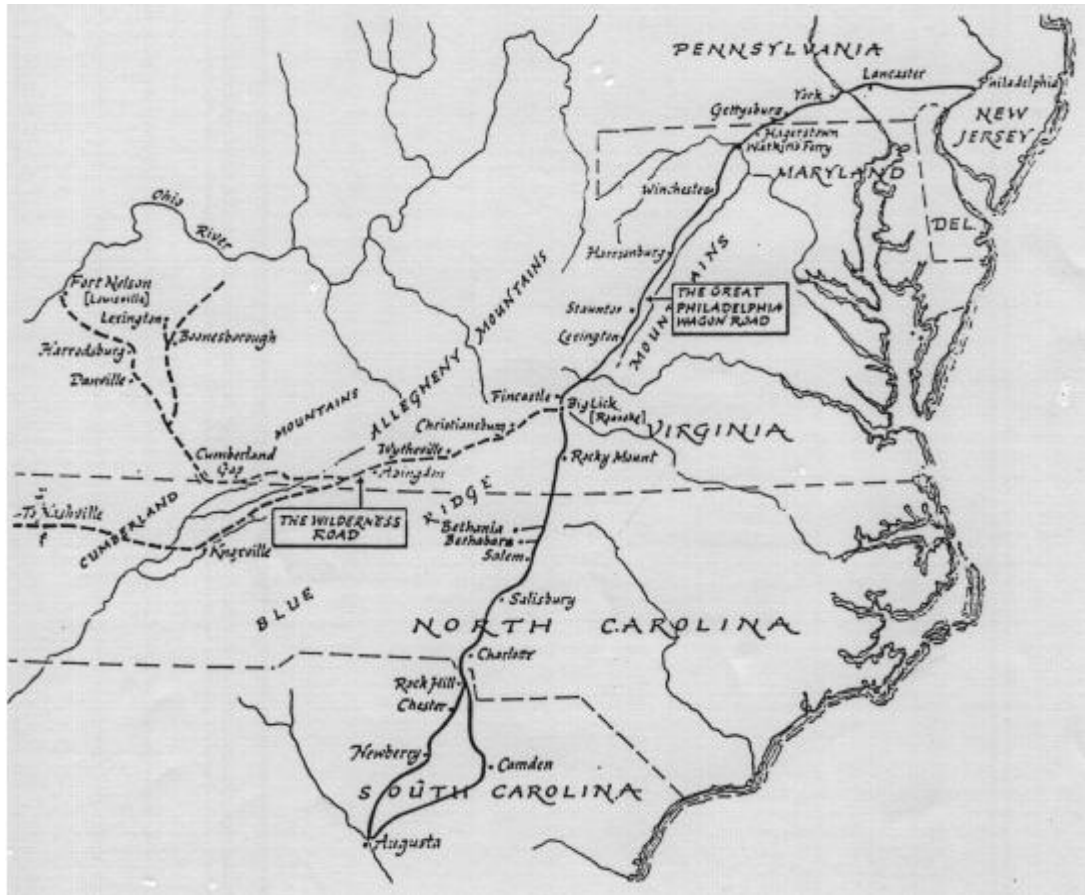 PENNSYLVANIA
Lancaster
Philadelphia
York
Gettysburg
NEW
JERSEY
Hagerstown
Watkins Ferry
MARYLAND
Winchester
DEL.
Ohio
River
Harrisonburg
MOUNTAINS
Fort Nelson
[Louisville]
THE GREAT
PHILADELPHIA
WAGON ROAD
Lexington
Staunton
MOUNTAINS
Boonesborough
Lexington
Harrodsburg
Danville
ALLEGHENY
Fincastle
Big Lick
[Roanoke]
MOUNTAINS
Christiansburg
VIRGINIA
Wytheville
Rocky Mount
Cumberland
Gap
Abingdon
RIDGE
To Nashville
CUMBERLAND
THE WILDERNESS
ROAD
Bethania
Bethabara
Knoxville
Salem
BLUE
Salisbury
NORTH CAROLINA
Charlotte
Rock Hill
Chester
Newberry
Camden
SOUTH CAROLINA
Augusta